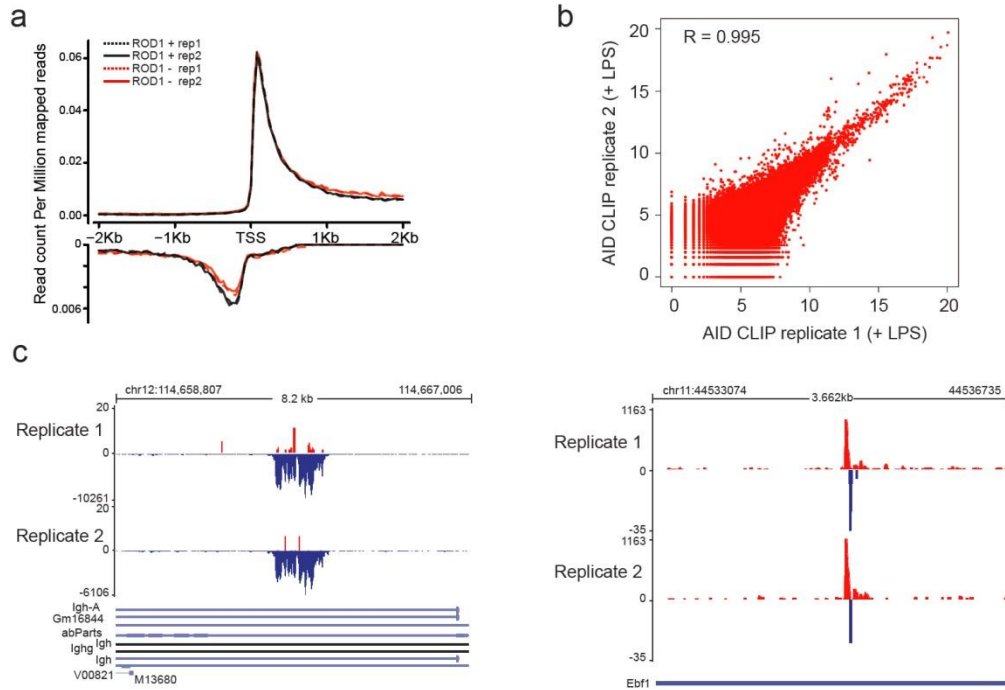 a
ROD1 + rep1
ROD1 + rep2
ROD1 - rep1
ROD1 - rep2
Read count Per Million mapped reads
0.06
0.04
0.02
0.00
−2Kb −1Kb TSS 1Kb 2Kb
0
0.006
b
R = 0.995
AID CLIP replicate 2 (+ LPS)
20
15
10
5
0
0 5 10 15 20
AID CLIP replicate 1 (+ LPS)
c
chr12:114,658,807 114,667,006
8.2 kb
20
Replicate 1
0
-10261
20
Replicate 2
0
-6106
Igh-A
Gm16844
abParts
Igh
Ighg
Igh
V00821
M13680
chr11:44533074 44536735
3.662kb
1163
Replicate 1
0
-35
1163
Replicate 2
0
-35
Ebf1